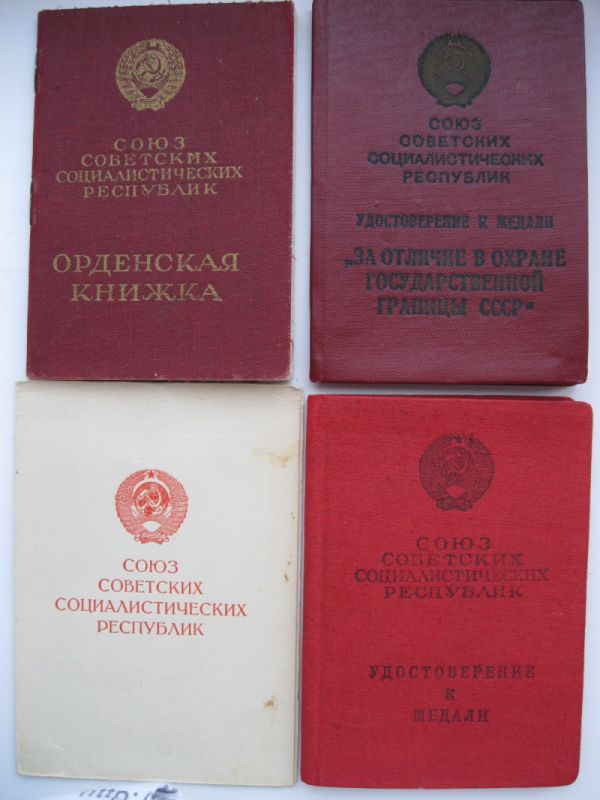 СОЮЗ
СОВЕТСКИХ
СОЦИАЛИСТИЧЕСКИХ
РЕСПУБЛИК
ОРДЕНСКАЯ
КНИЖКА
СОЮЗ
СОВЕТСКИХ
СОЦИАЛИСТИЧЕСКИХ
РЕСПУБЛИК
УДОСТОВЕРЕНИЕ К МЕДАЛИ
„ЗА ОТЛИЧИЕ В ОХРАНЕ
ГОСУДАРСТВЕННОЙ
ГРАНИЦЫ СССР“
СОЮЗ
СОВЕТСКИХ
СОЦИАЛИСТИЧЕСКИХ
РЕСПУБЛИК
СОЮЗ
СОВЕТСКИХ
СОЦИАЛИСТИЧЕСКИХ
РЕСПУБЛИК
УДОСТОВЕРЕНИЕ
К
МЕДАЛИ